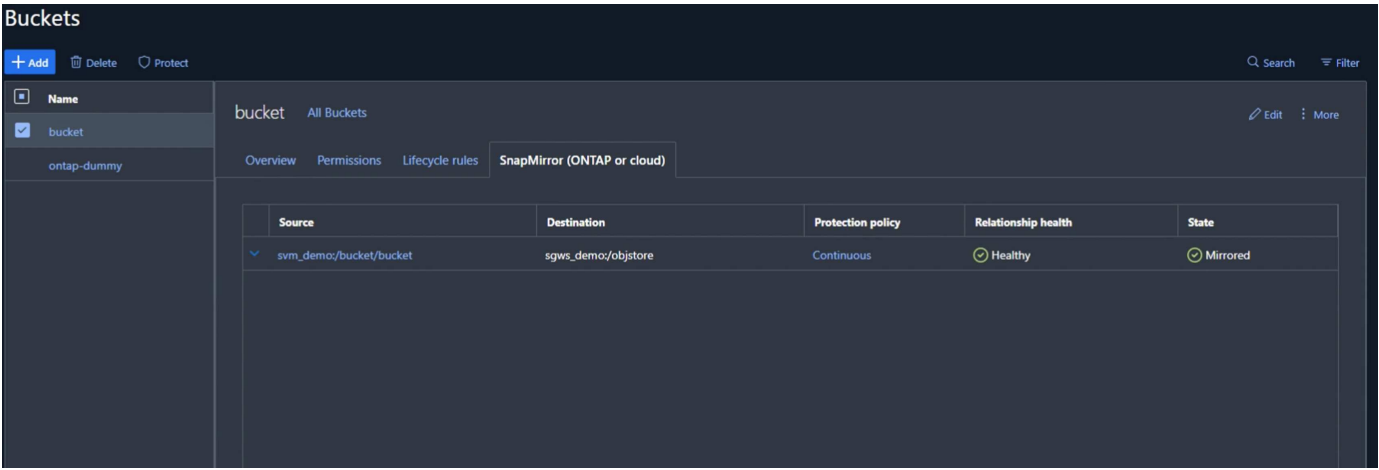 Buckets
+ Add Delete Protect Search Filter
Name
bucket
ontap-dummy
bucket All Buckets Edit More
Overview Permissions Lifecycle rules SnapMirror (ONTAP or cloud)
Source Destination Protection policy Relationship health State
svm_demo:/bucket/bucket sgws_demo:/objstore Continuous Healthy Mirrored